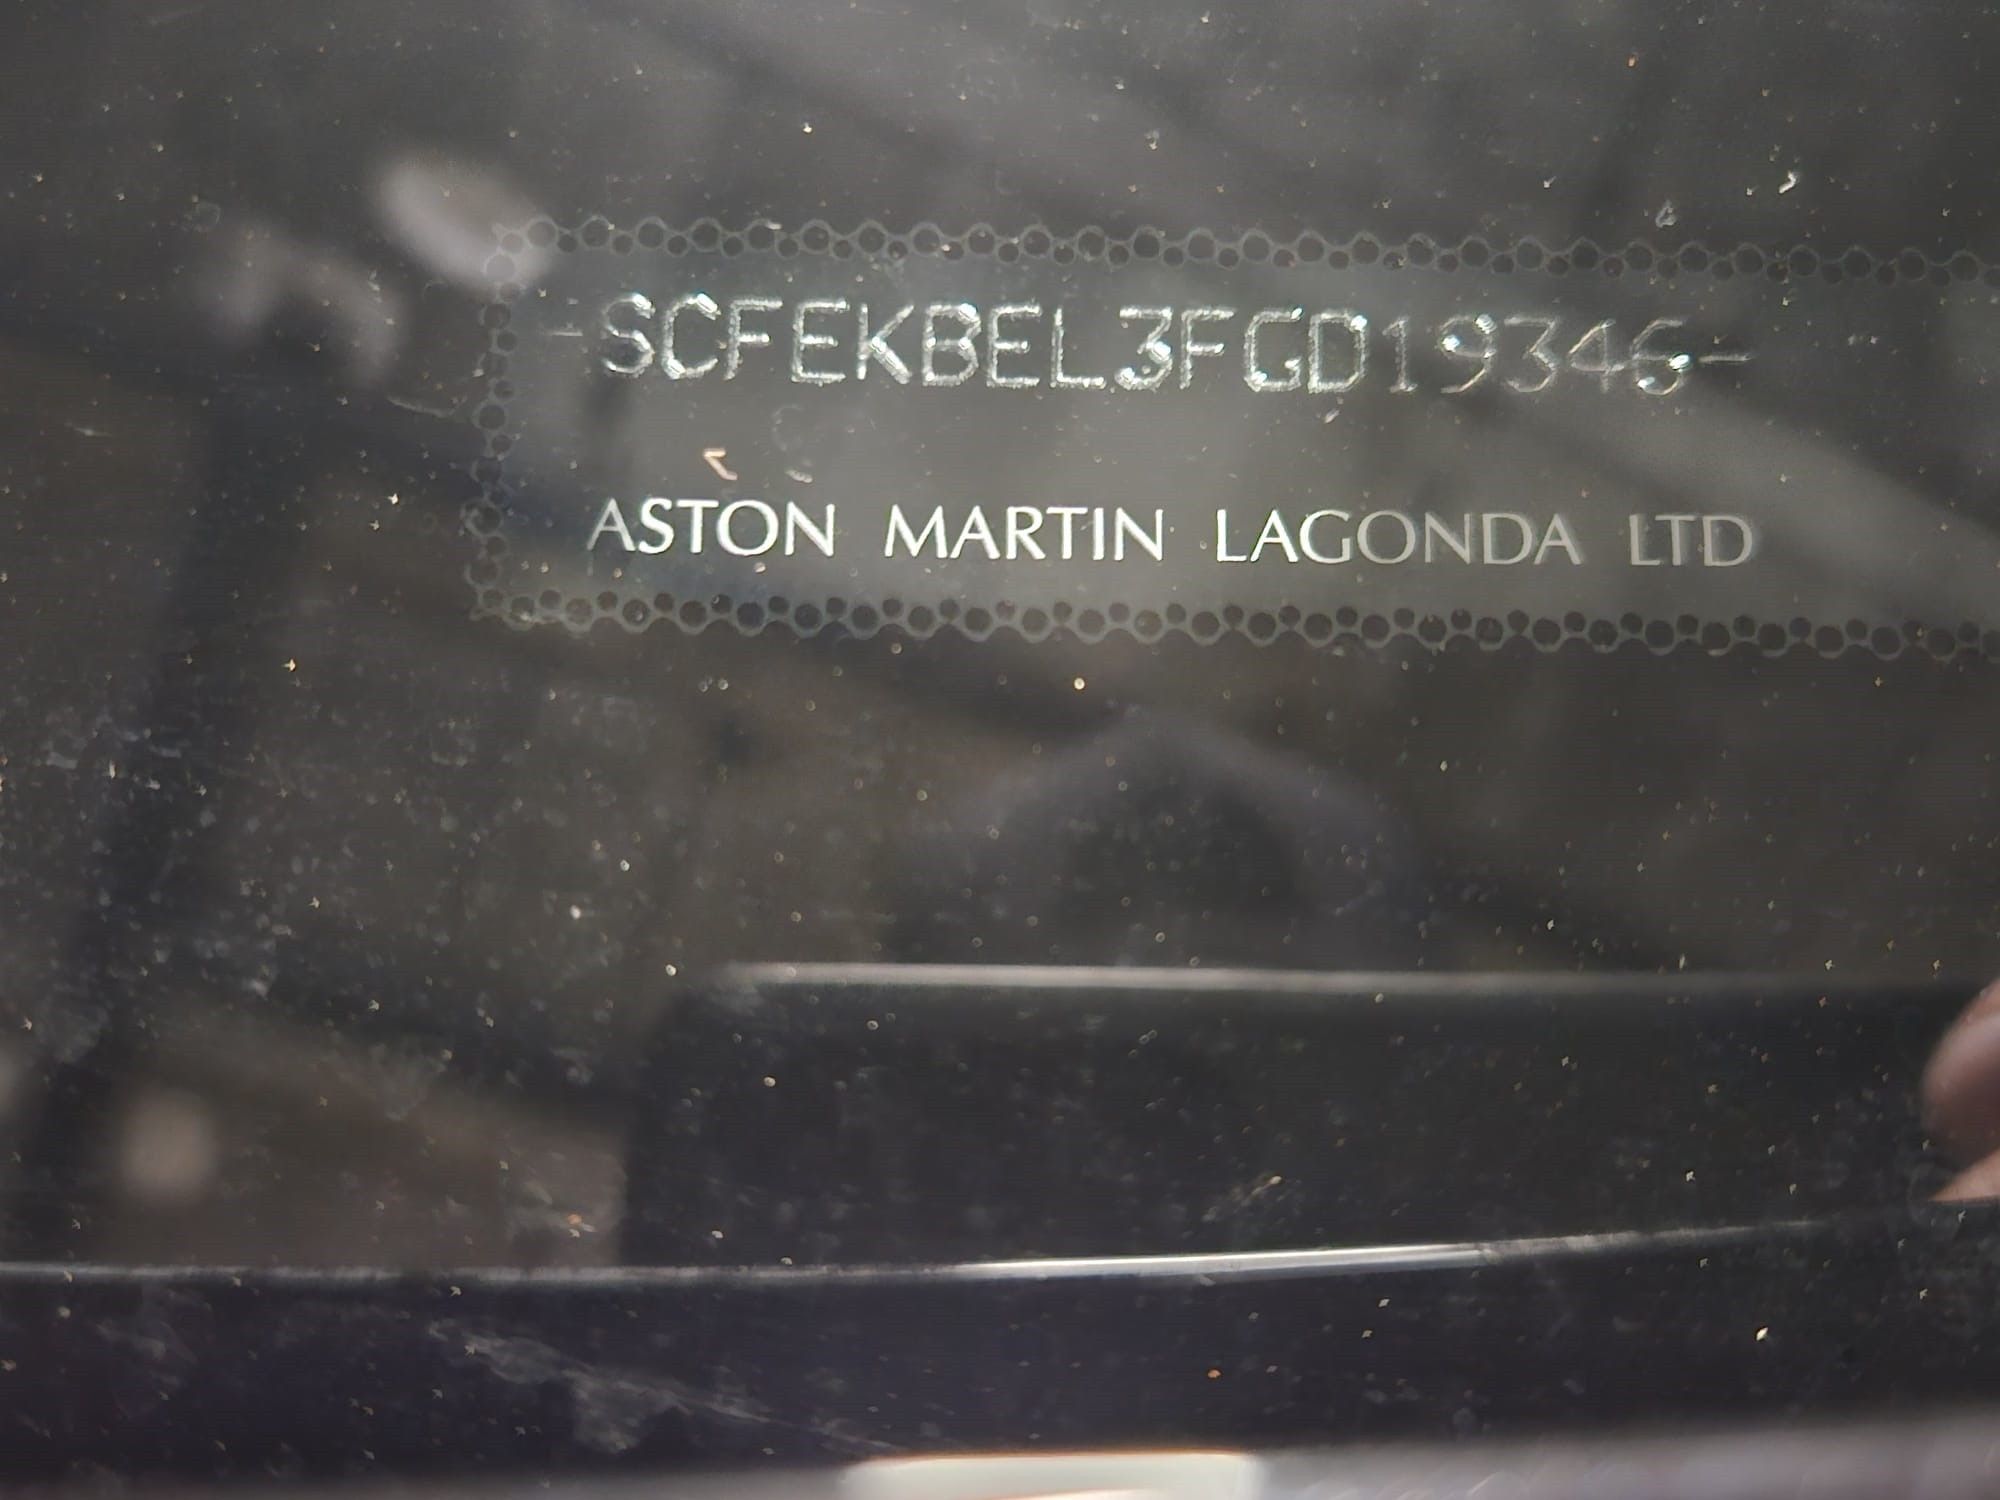 -SCFEKBEL3FGD19346-
ASTON MARTIN LAGONDA LTD